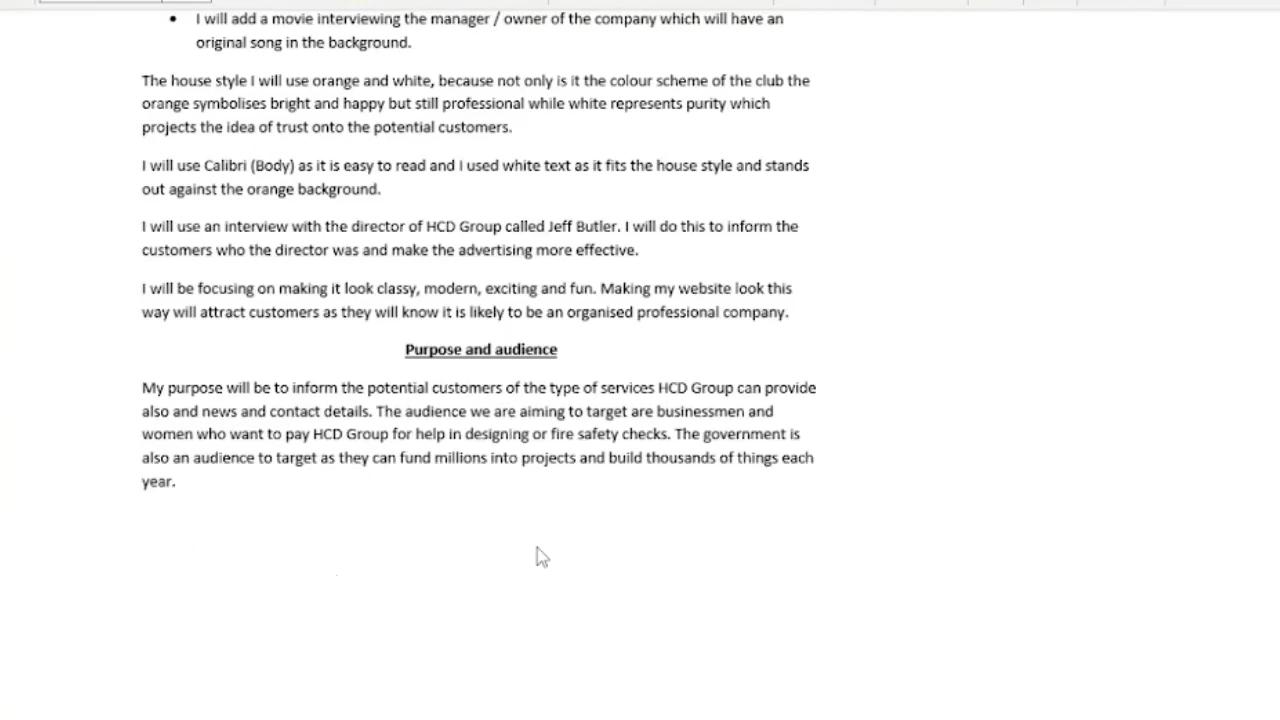 • I will add a movie interviewing the manager / owner of the company which will have an
original song in the background.
The house style I will use orange and white, because not only is it the colour scheme of the club the
orange symbolises bright and happy but still professional while white represents purity which
projects the idea of trust onto the potential customers.
I will use Calibri (Body) as it is easy to read and I used white text as it fits the house style and stands
out against the orange background.
I will use an interview with the director of HCD Group called Jeff Butler. I will do this to inform the
customers who the director was and make the advertising more effective.
I will be focusing on making it look classy, modern, exciting and fun. Making my website look this
way will attract customers as they will know it is likely to be an organised professional company.
Purpose and audience
My purpose will be to inform the potential customers of the type of services HCD Group can provide
also and news and contact details. The audience we are aiming to target are businessmen and
women who want to pay HCD Group for help in designing or fire safety checks. The government is
also an audience to target as they can fund millions into projects and build thousands of things each
year.